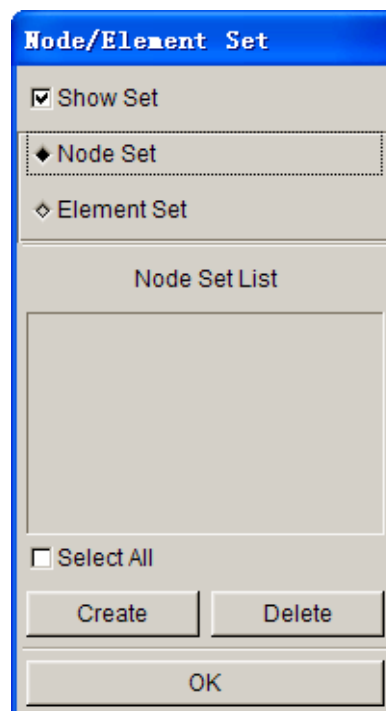 Node/Element Set
Show Set
Node Set
Element Set
Node Set List
Select All
Create Delete
OK